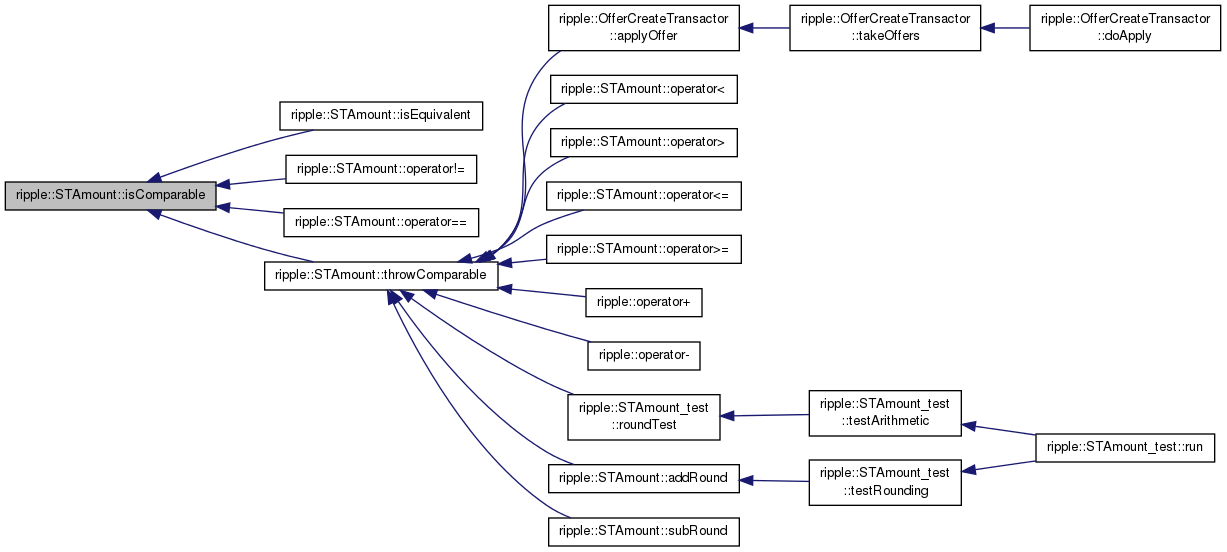 ripple::OfferCreateTransactor
::applyOffer
ripple::OfferCreateTransactor
::takeOffers
ripple::OfferCreateTransactor
::doApply
ripple::STAmount::operator<
ripple::STAmount::isEquivalent
ripple::STAmount::operator>
ripple::STAmount::operator!=
ripple::STAmount::isComparable
ripple::STAmount::operator<=
ripple::STAmount::operator==
ripple::STAmount::operator>=
ripple::STAmount::throwComparable
ripple::operator+
ripple::operator-
ripple::STAmount_test
::roundTest
ripple::STAmount_test
::testArithmetic
ripple::STAmount_test::run
ripple::STAmount::addRound
ripple::STAmount_test
::testRounding
ripple::STAmount::subRound